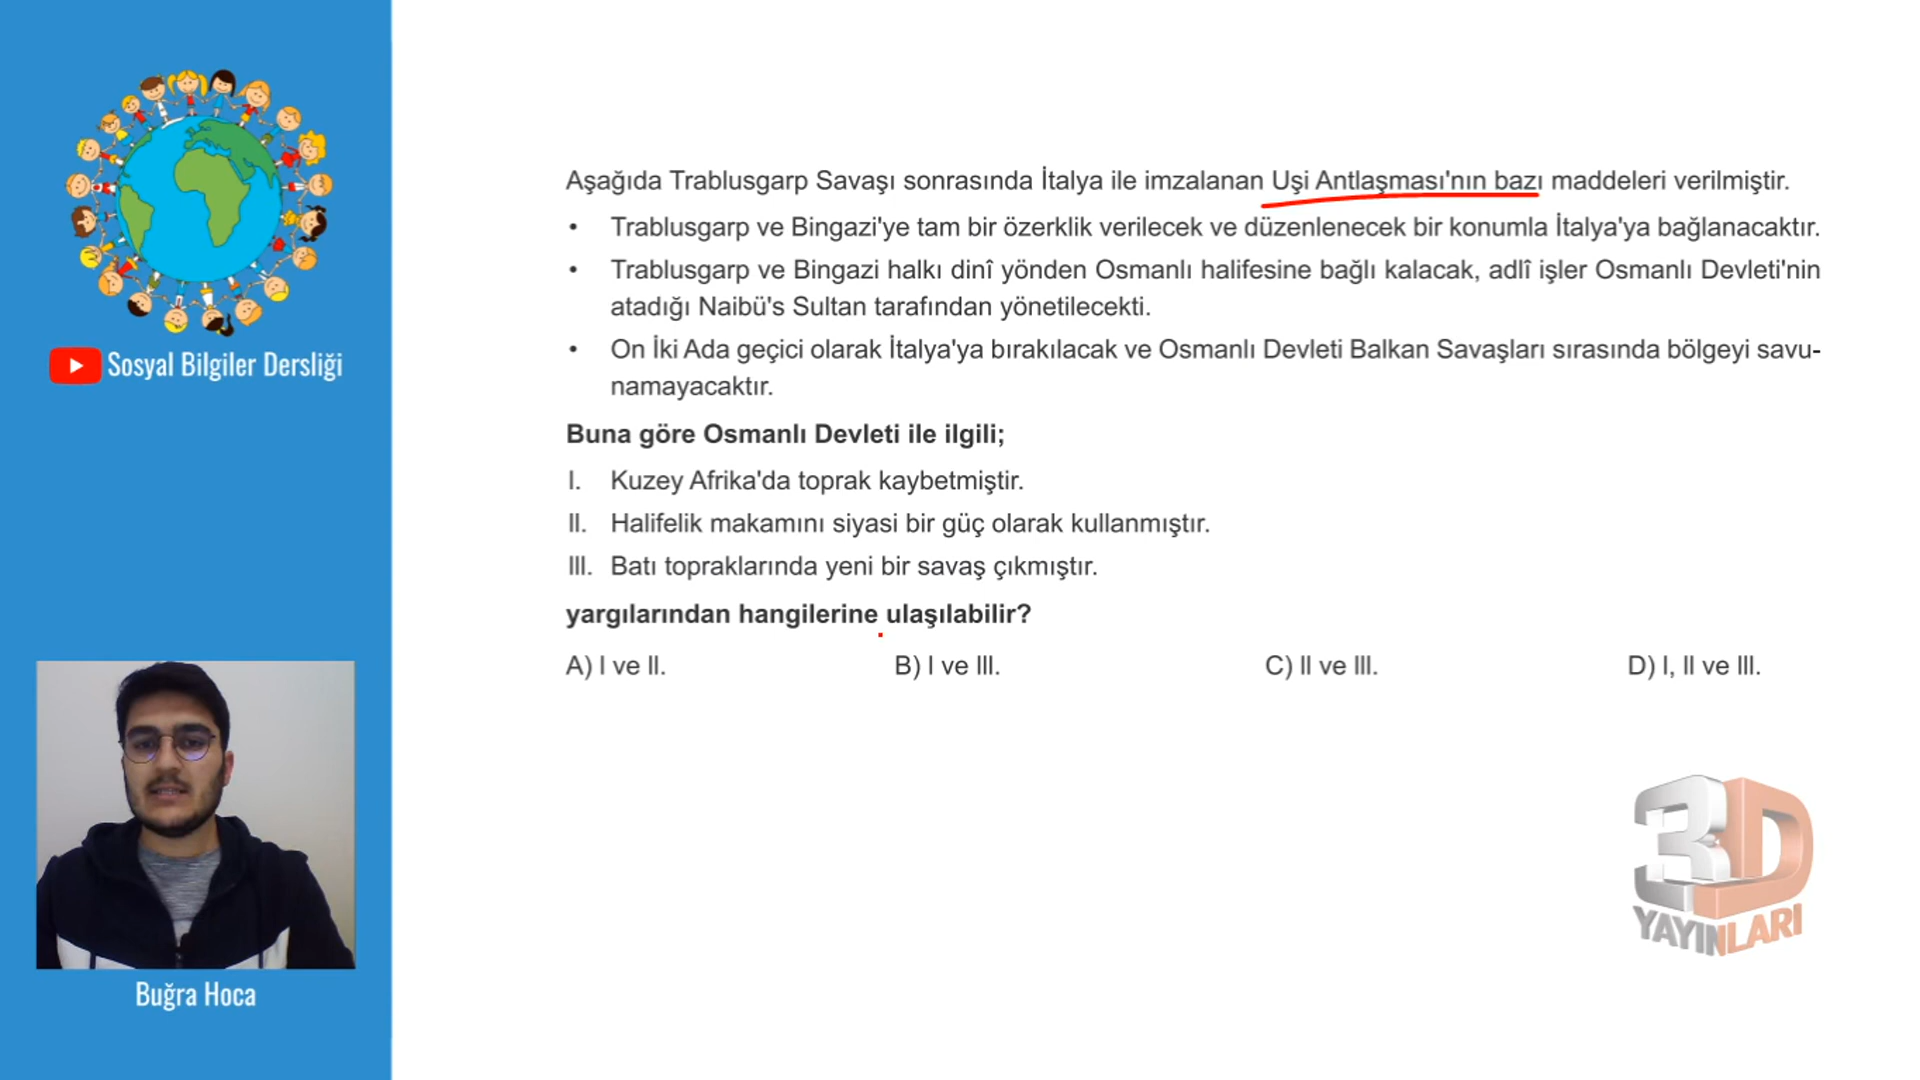 Aşağıda Trablusgarp Savaşı sonrasında İtalya ile imzalanan Uşi Antlaşması'nın bazı maddeleri verilmiştir.
• Trablusgarp ve Bingazi'ye tam bir özerklik verilecek ve düzenlenecek bir konumla İtalya'ya bağlanacaktır.
• Trablusgarp ve Bingazi halkı dinî yönden Osmanlı halifesine bağlı kalacak, adlî işler Osmanlı Devleti'nin
atadığı Naibü's Sultan tarafından yönetilecekti.
• On İki Ada geçici olarak İtalya'ya bırakılacak ve Osmanlı Devleti Balkan Savaşları sırasında bölgeyi savu-
namayacaktır.
Buna göre Osmanlı Devleti ile ilgili;
I. Kuzey Afrika'da toprak kaybetmiştir.
II. Halifelik makamını siyasi bir güç olarak kullanmıştır.
III. Batı topraklarında yeni bir savaş çıkmıştır.
yargılarından hangilerine ulaşılabilir?
A) I ve II. B) I ve III. C) II ve III. D) I, II ve III.
Sosyal Bilgiler Dersliği
Buğra Hoca
3D
YAYINLARI